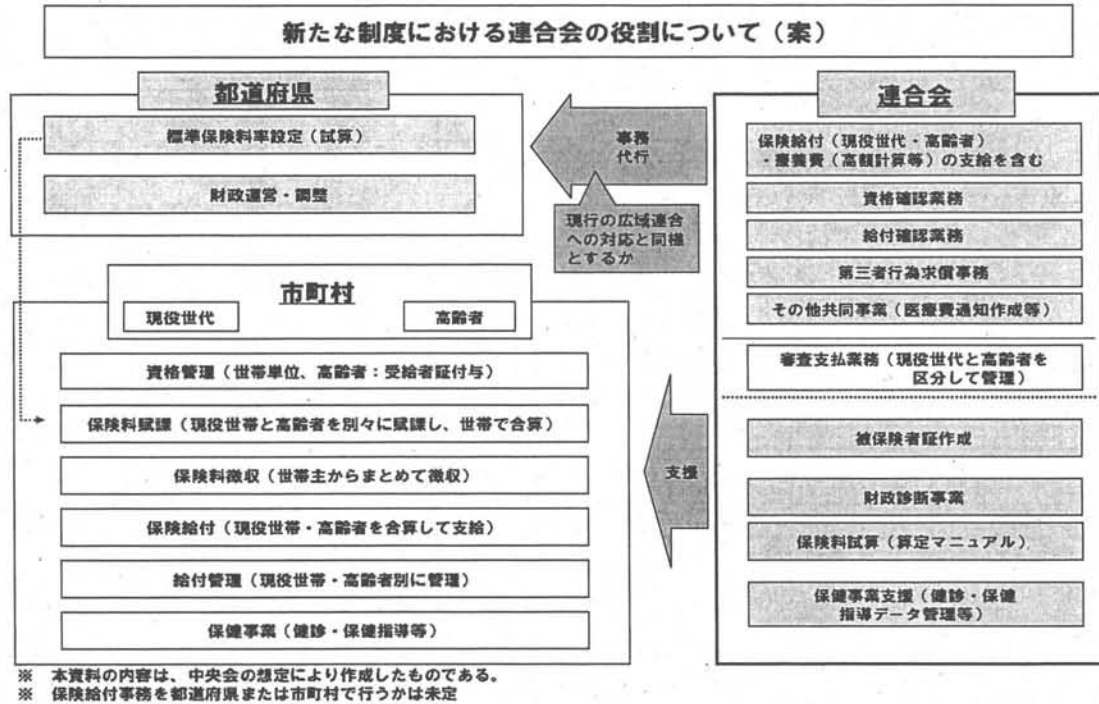 新たな制度における連合会の役割について（案）
都道府県
標準保険料率設定（試算）
財政運営・調整
事務
代行
現行の広域連合
への対応と同様
とするか
市町村
現役世代
高齢者
資格管理（世帯単位、高齢者：受給者証付与）
保険料賦課（現役世帯と高齢者を別々に賦課し、世帯で合算）
保険料徴収（世帯主からまとめて徴収）
保険給付（現役世帯・高齢者を合算して支給）
給付管理（現役世帯・高齢者別に管理）
保健事業（健診・保健指導等）
支援
連合会
保険給付（現役世代・高齢者）
・療養費（高額計算等）の支給を含む
資格確認業務
給付確認業務
第三者行為求償事務
その他共同事業（医療費通知作成等）
審査支払業務（現役世代と高齢者を
区分して管理）
被保険者証作成
財政診断事業
保険料試算（算定マニュアル）
保健事業支援（健診・保健
指導データ管理等）
※　本資料の内容は、中央会の想定により作成したものである。
※　保険給付事務を都道府県または市町村で行うかは未定